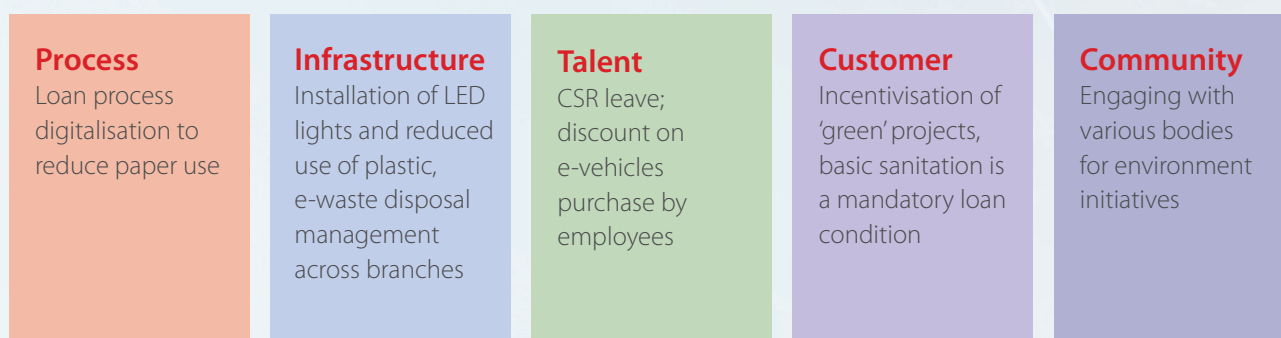 Process
Loan process
digitalisation to
reduce paper use
Infrastructure
Installation of LED
lights and reduced
use of plastic,
e-waste disposal
management
across branches
Talent
CSR leave;
discount on
e-vehicles
purchase by
employees
Customer
Incentivisation of
‘green’ projects,
basic sanitation is
a mandatory loan
condition
Community
Engaging with
various bodies
for environment
initiatives